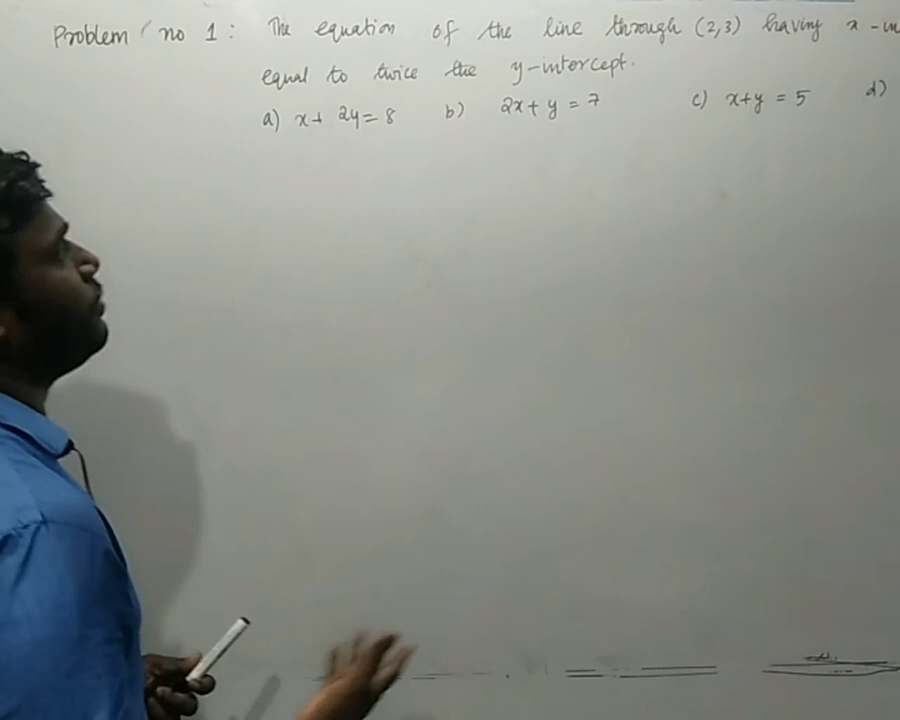 Problem no 1: The equation of the line through (2,3) having x-in
equal to twice the y-intercept.
a) x+ 2y=8 b) 2x+y=7 c) x+y=5 d)